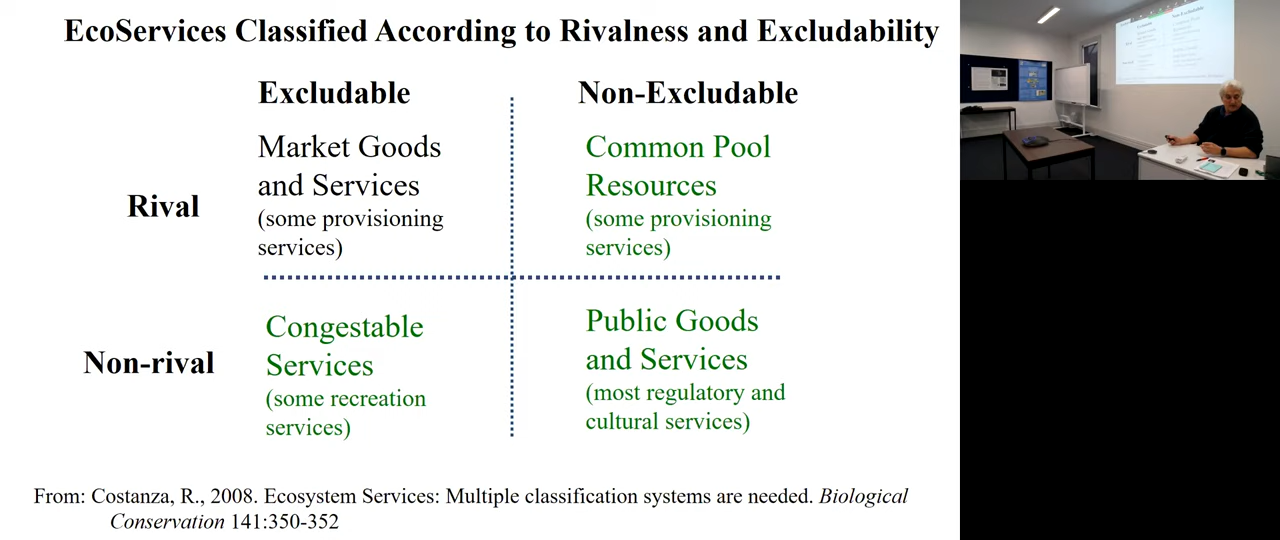 EcoServices Classified According to Rivalness and Excludability
Excludable
Non-Excludable
Rival
Market Goods
and Services
(some provisioning
services)
Common Pool
Resources
(some provisioning
services)
Non-rival
Congestable
Services
(some recreation
services)
Public Goods
and Services
(most regulatory and
cultural services)
From: Costanza, R., 2008. Ecosystem Services: Multiple classification systems are needed. Biological
Conservation 141:350-352